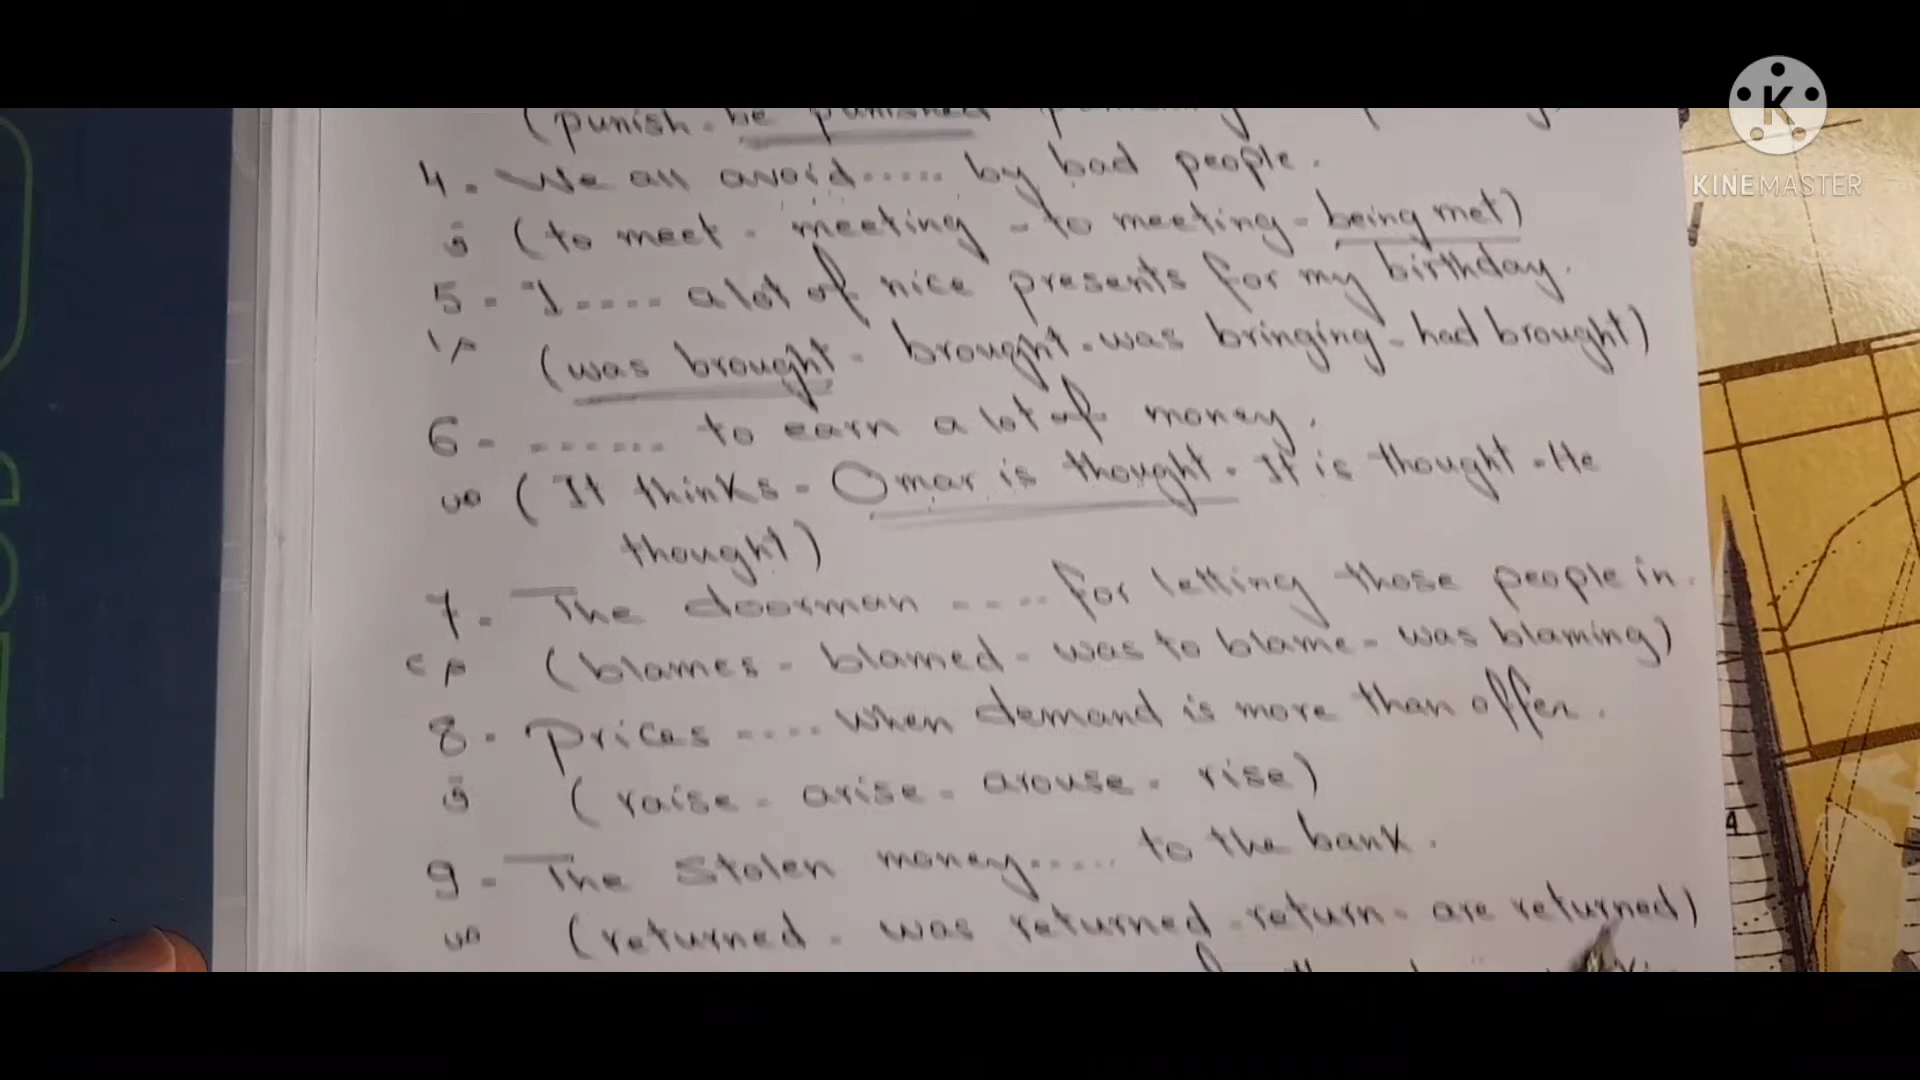 (punish - be punished
4. We all avoid ..... by bad people.
(to meet - meeting - to meeting - being met)
5 - I .... a lot of nice presents for my birthday.
(was brought - brought - was bringing - had brought)
6 - ...... to earn a lot of money.
(It thinks - Omar is thought - It is thought - He
thought)
7. The doorman .... for letting those people in.
(blames - blamed - was to blame - was blaming)
8. Prices .... when demand is more than offer.
(raise - arise - arouse - rise)
9 - The stolen money ..... to the bank.
(returned - was returned - return - are returned)
K
KINEMASTER
4